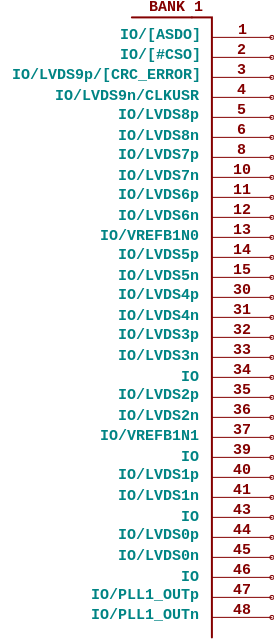 BANK 1
IO/[ASDO] 1
IO/[#CSO] 2
IO/LVDS9p/[CRC_ERROR] 3
IO/LVDS9n/CLKUSR 4
IO/LVDS8p 5
IO/LVDS8n 6
IO/LVDS7p 8
IO/LVDS7n 10
IO/LVDS6p 11
IO/LVDS6n 12
IO/VREFB1N0 13
IO/LVDS5p 14
IO/LVDS5n 15
IO/LVDS4p 30
IO/LVDS4n 31
IO/LVDS3p 32
IO/LVDS3n 33
IO 34
IO/LVDS2p 35
IO/LVDS2n 36
IO/VREFB1N1 37
IO 39
IO/LVDS1p 40
IO/LVDS1n 41
IO 43
IO/LVDS0p 44
IO/LVDS0n 45
IO 46
IO/PLL1_OUTp 47
IO/PLL1_OUTn 48